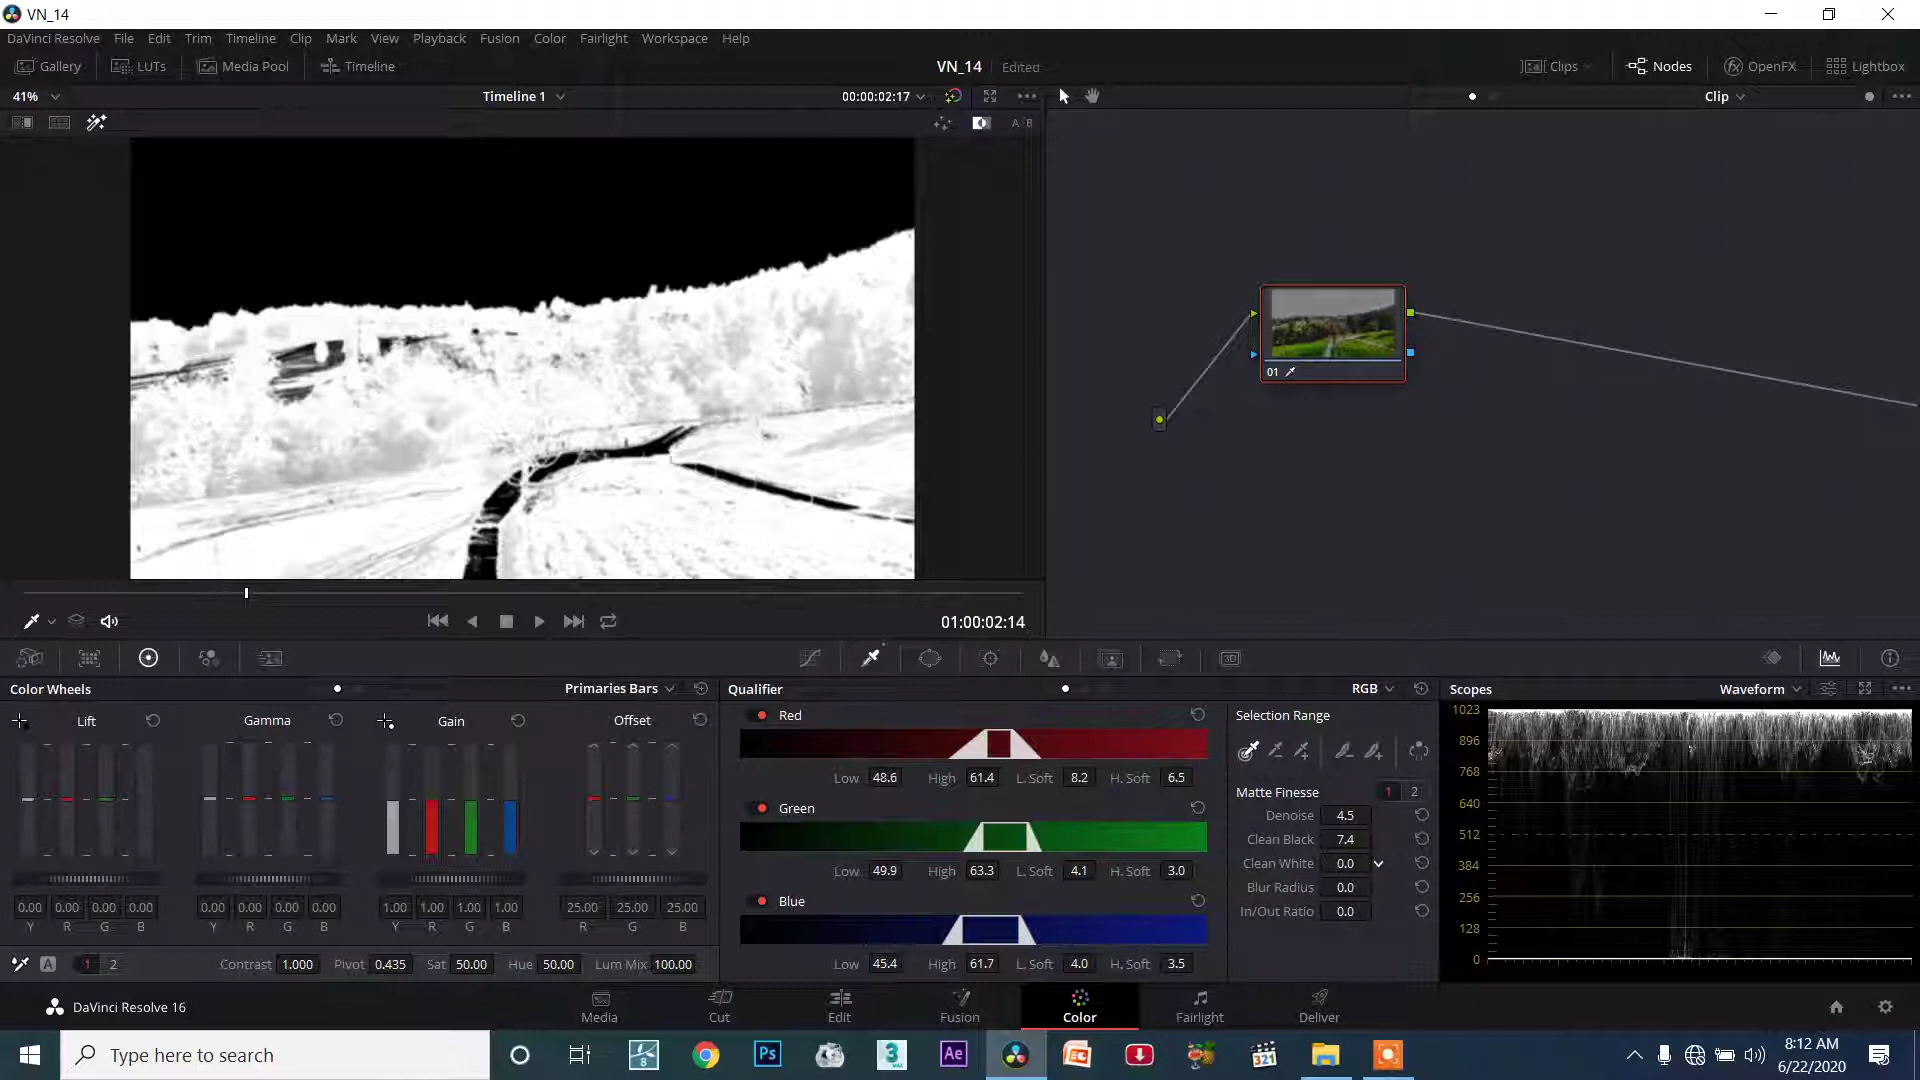 VN_14
DaVinci Resolve File Edit Trim Timeline Clip Mark View Playback Fusion Color Fairlight Workspace Help
Gallery LUTs Media Pool Timeline VN_14 Edited Clips Nodes OpenFX Lightbox
41% Timeline 1 00:00:02:17 Clip
A B
01
01:00:02:14
Color Wheels Primaries Bars Qualifier RGB Scopes Waveform
Lift Gamma Gain Offset
Red
Low 48.6 High 61.4 L. Soft 8.2 H. Soft 6.5
Green
Low 49.9 High 63.3 L. Soft 4.1 H. Soft 3.0
Blue
Low 45.4 High 61.7 L. Soft 4.0 H. Soft 3.5
Selection Range
Matte Finesse 1 2
Denoise 4.5
Clean Black 7.4
Clean White 0.0
Blur Radius 0.0
In/Out Ratio 0.0
1023
896
768
640
512
384
256
128
0
0.00 0.00 0.00 0.00 0.00 0.00 0.00 0.00 1.00 1.00 1.00 1.00 25.00 25.00 25.00
Y R G B Y R G B Y R G B R G B
A 1 2 Contrast 1.000 Pivot 0.435 Sat 50.00 Hue 50.00 Lum Mix 100.00
DaVinci Resolve 16 Media Cut Edit Fusion Color Fairlight Deliver
Type here to search
8
Ps
3
Ae
321
8:12 AM
6/22/2020